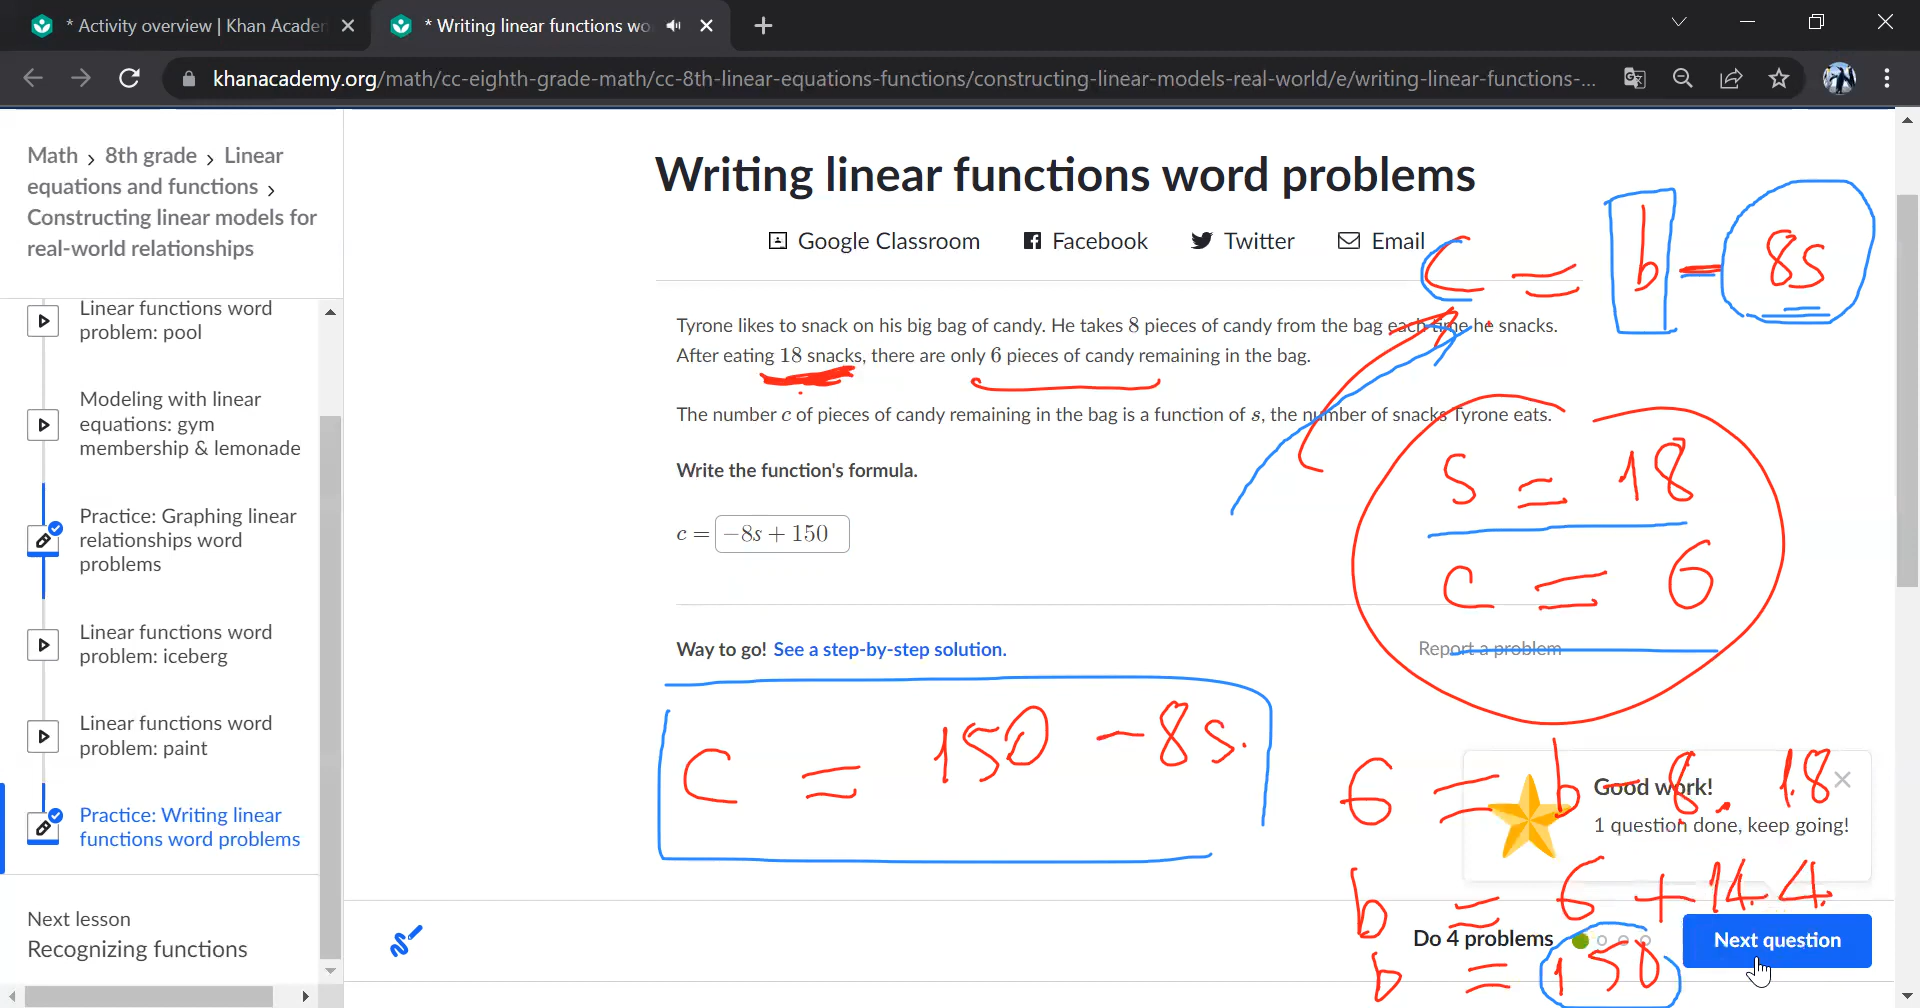 * Activity overview | Khan Academ
* Writing linear functions wo
khanacademy.org/math/cc-eighth-grade-math/cc-8th-linear-equations-functions/constructing-linear-models-real-world/e/writing-linear-functions-...
Math > 8th grade > Linear
equations and functions >
Constructing linear models for
real-world relationships
Linear functions word
problem: pool
Modeling with linear
equations: gym
membership & lemonade
Practice: Graphing linear
relationships word
problems
Linear functions word
problem: iceberg
Linear functions word
problem: paint
Practice: Writing linear
functions word problems
Next lesson
Recognizing functions
Writing linear functions word problems
Google Classroom
Facebook
Twitter
Email
c = b - 8s
Tyrone likes to snack on his big bag of candy. He takes 8 pieces of candy from the bag each time he snacks.
After eating 18 snacks, there are only 6 pieces of candy remaining in the bag.
The number c of pieces of candy remaining in the bag is a function of s, the number of snacks Tyrone eats.
Write the function's formula.
c = −8s + 150
s = 18
c = 6
Way to go! See a step-by-step solution.
Report a problem
C = 150 - 8s.
Good work!
1 question done, keep going!
6 = b - 8. 18
b = 6 + 144.
b = 150
Do 4 problems
Next question